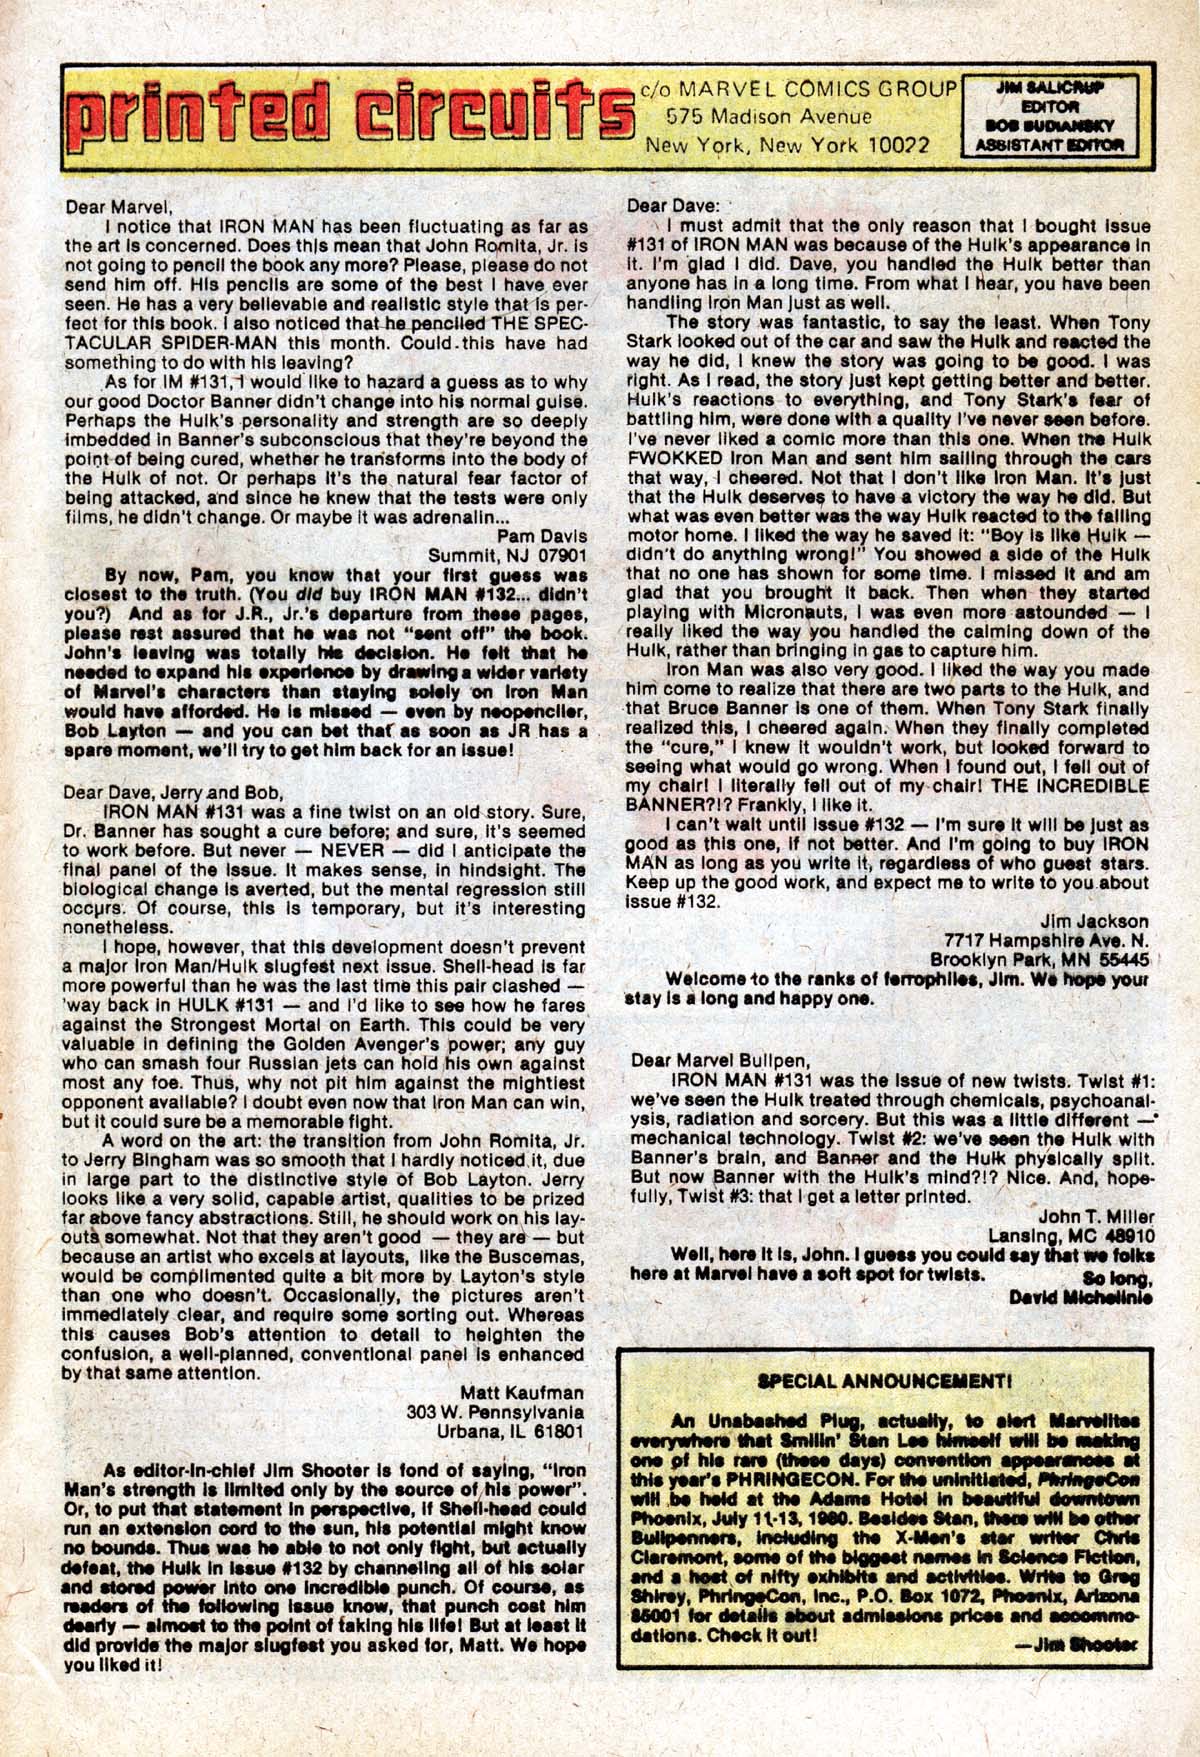 printed circuits
c/o MARVEL COMICS GROUP
575 Madison Avenue
New York, New York 10022
JIM SALICRUP
EDITOR
BOB BUDIANSKY
ASSISTANT EDITOR
Dear Marvel,
I notice that IRON MAN has been fluctuating as far as
the art is concerned. Does this mean that John Romita, Jr. is
not going to pencil the book any more? Please, please do not
send him off. His pencils are some of the best I have ever
seen. He has a very believable and realistic style that is per-
fect for this book. I also noticed that he penciled THE SPEC-
TACULAR SPIDER-MAN this month. Could this have had
something to do with his leaving?
As for IM #131, I would like to hazard a guess as to why
our good Doctor Banner didn't change into his normal guise.
Perhaps the Hulk's personality and strength are so deeply
imbedded in Banner's subconscious that they're beyond the
point of being cured, whether he transforms into the body of
the Hulk of not. Or perhaps it's the natural fear factor of
being attacked, and since he knew that the tests were only
films, he didn't change. Or maybe it was adrenalin...
Pam Davis
Summit, NJ 07901
By now, Pam, you know that your first guess was
closest to the truth. (You did buy IRON MAN #132... didn't
you?) And as for J.R., Jr.'s departure from these pages,
please rest assured that he was not "sent off" the book.
John's leaving was totally his decision. He felt that he
needed to expand his experience by drawing a wider variety
of Marvel's characters than staying solely on Iron Man
would have afforded. He is missed — even by neopenciler,
Bob Layton — and you can bet that as soon as JR has a
spare moment, we'll try to get him back for an issue!
Dear Dave, Jerry and Bob,
IRON MAN #131 was a fine twist on an old story. Sure,
Dr. Banner has sought a cure before; and sure, it's seemed
to work before. But never — NEVER — did I anticipate the
final panel of the issue. It makes sense, in hindsight. The
biological change is averted, but the mental regression still
occurs. Of course, this is temporary, but it's interesting
nonetheless.
I hope, however, that this development doesn't prevent
a major Iron Man/Hulk slugfest next issue. Shell-head is far
more powerful than he was the last time this pair clashed —
'way back in HULK #131 — and I'd like to see how he fares
against the Strongest Mortal on Earth. This could be very
valuable in defining the Golden Avenger's power; any guy
who can smash four Russian jets can hold his own against
most any foe. Thus, why not pit him against the mightiest
opponent available? I doubt even now that Iron Man can win,
but it could sure be a memorable fight.
A word on the art: the transition from John Romita, Jr.
to Jerry Bingham was so smooth that I hardly noticed it, due
in large part to the distinctive style of Bob Layton. Jerry
looks like a very solid, capable artist, qualities to be prized
far above fancy abstractions. Still, he should work on his lay-
outs somewhat. Not that they aren't good — they are — but
because an artist who excels at layouts, like the Buscemas,
would be complimented quite a bit more by Layton's style
than one who doesn't. Occasionally, the pictures aren't
immediately clear, and require some sorting out. Whereas
this causes Bob's attention to detail to heighten the
confusion, a well-planned, conventional panel is enhanced
by that same attention.
Matt Kaufman
303 W. Pennsylvania
Urbana, IL 61801
As editor-in-chief Jim Shooter is fond of saying, "Iron
Man's strength is limited only by the source of his power".
Or, to put that statement in perspective, if Shell-head could
run an extension cord to the sun, his potential might know
no bounds. Thus was he able to not only fight, but actually
defeat, the Hulk in issue #132 by channeling all of his solar
and stored power into one incredible punch. Of course, as
readers of the following issue know, that punch cost him
dearly — almost to the point of taking his life! But at least it
did provide the major slugfest you asked for, Matt. We hope
you liked it!
Dear Dave:
I must admit that the only reason that I bought issue
#131 of IRON MAN was because of the Hulk's appearance in
it. I'm glad I did. Dave, you handled the Hulk better than
anyone has in a long time. From what I hear, you have been
handling Iron Man just as well.
The story was fantastic, to say the least. When Tony
Stark looked out of the car and saw the Hulk and reacted the
way he did, I knew the story was going to be good. I was
right. As I read, the story just kept getting better and better.
Hulk's reactions to everything, and Tony Stark's fear of
battling him, were done with a quality I've never seen before.
I've never liked a comic more than this one. When the Hulk
FWOKKED Iron Man and sent him sailing through the cars
that way, I cheered. Not that I don't like Iron Man. It's just
that the Hulk deserves to have a victory the way he did. But
what was even better was the way Hulk reacted to the falling
motor home. I liked the way he saved it: "Boy is like Hulk —
didn't do anything wrong!" You showed a side of the Hulk
that no one has shown for some time. I missed it and am
glad that you brought it back. Then when they started
playing with Micronauts, I was even more astounded — I
really liked the way you handled the calming down of the
Hulk, rather than bringing in gas to capture him.
Iron Man was also very good. I liked the way you made
him come to realize that there are two parts to the Hulk, and
that Bruce Banner is one of them. When Tony Stark finally
realized this, I cheered again. When they finally completed
the "cure," I knew it wouldn't work, but looked forward to
seeing what would go wrong. When I found out, I fell out of
my chair! I literally fell out of my chair! THE INCREDIBLE
BANNER?!? Frankly, I like it.
I can't wait until issue #132 — I'm sure it will be just as
good as this one, if not better. And I'm going to buy IRON
MAN as long as you write it, regardless of who guest stars.
Keep up the good work, and expect me to write to you about
issue #132.
Jim Jackson
7717 Hampshire Ave. N.
Brooklyn Park, MN 55445
Welcome to the ranks of ferrophiles, Jim. We hope your
stay is a long and happy one.
Dear Marvel Bullpen,
IRON MAN #131 was the issue of new twists. Twist #1:
we've seen the Hulk treated through chemicals, psychoanal-
ysis, radiation and sorcery. But this was a little different —
mechanical technology. Twist #2: we've seen the Hulk with
Banner's brain, and Banner and the Hulk physically split.
But now Banner with the Hulk's mind?!? Nice. And, hope-
fully, Twist #3: that I get a letter printed.
John T. Miller
Lansing, MC 48910
Well, here it is, John. I guess you could say that we folks
here at Marvel have a soft spot for twists.
So long,
David Michelinie
SPECIAL ANNOUNCEMENT!
An Unabashed Plug, actually, to alert Marvelites
everywhere that Smilin' Stan Lee himself will be making
one of his rare (these days) convention appearances at
this year's PHRINGECON. For the uninitiated, PhringeCon
will be held at the Adams Hotel in beautiful downtown
Phoenix, July 11-13, 1980. Besides Stan, there will be other
Bullpenners, including the X-Men's star writer Chris
Claremont, some of the biggest names in Science Fiction,
and a host of nifty exhibits and activities. Write to Greg
Shirey, PhringeCon, Inc., P.O. Box 1072, Phoenix, Arizona
85001 for details about admissions prices and accommo-
dations. Check it out!
—Jim Shooter